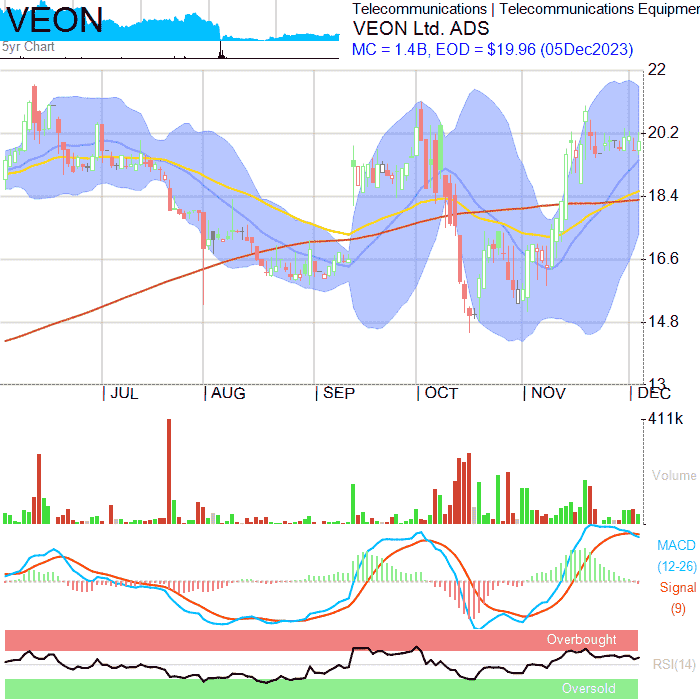 VEON
5yr Chart
Telecommunications | Telecommunications Equipmen
VEON Ltd. ADS
MC = 1.4B, EOD = $19.96 (05Dec2023)
22
20.2
18.4
16.6
14.8
13
JUL
AUG
SEP
OCT
NOV
DEC
411k
Volume
MACD
(12-26)
Signal
(9)
Overbought
RSI(14)
Oversold